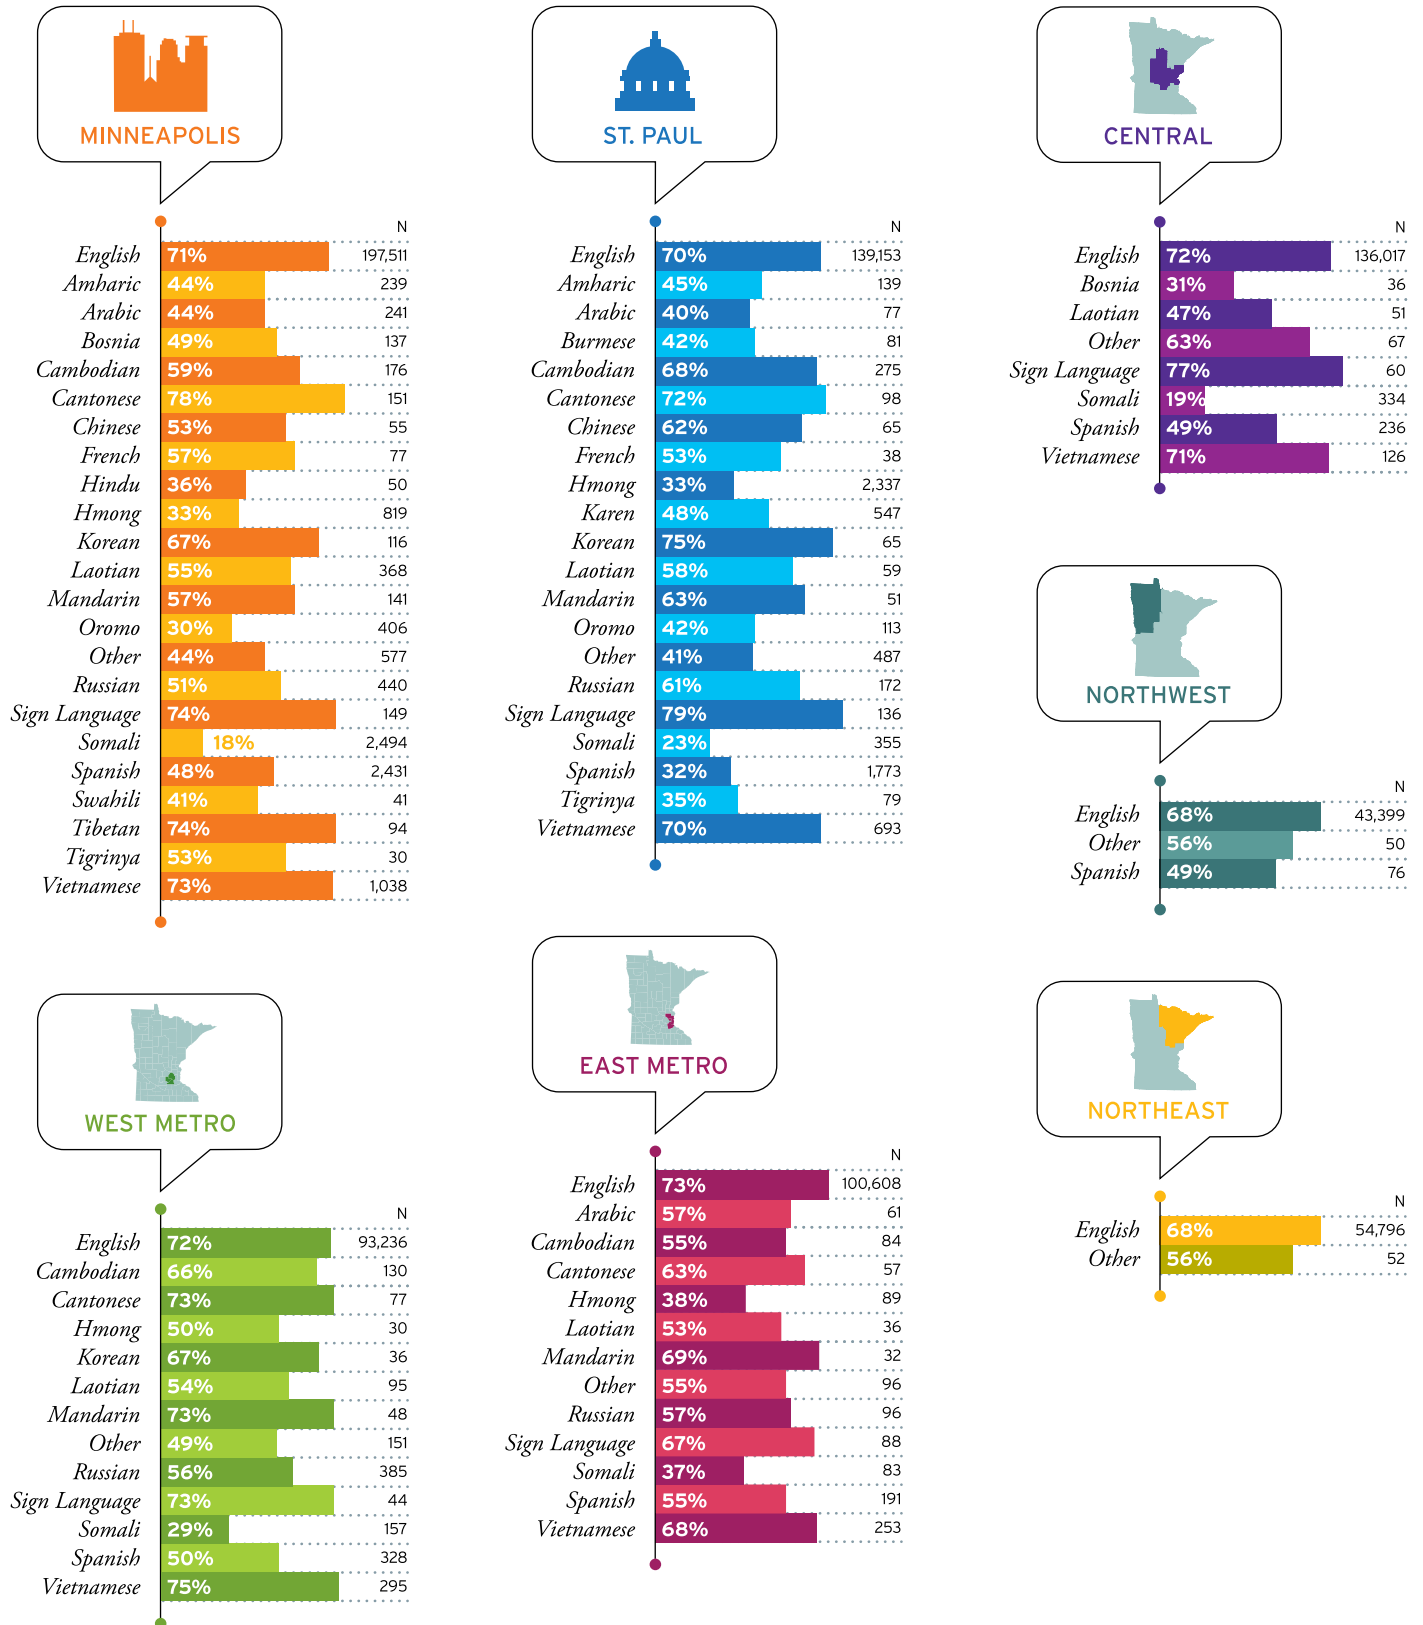 MINNEAPOLIS
N
English 71% 197,511
Amharic 44% 239
Arabic 44% 241
Bosnia 49% 137
Cambodian 59% 176
Cantonese 78% 151
Chinese 53% 55
French 57% 77
Hindu 36% 50
Hmong 33% 819
Korean 67% 116
Laotian 55% 368
Mandarin 57% 141
Oromo 30% 406
Other 44% 577
Russian 51% 440
Sign Language 74% 149
Somali 18% 2,494
Spanish 48% 2,431
Swahili 41% 41
Tibetan 74% 94
Tigrinya 53% 30
Vietnamese 73% 1,038
WEST METRO
N
English 72% 93,236
Cambodian 66% 130
Cantonese 73% 77
Hmong 50% 30
Korean 67% 36
Laotian 54% 95
Mandarin 73% 48
Other 49% 151
Russian 56% 385
Sign Language 73% 44
Somali 29% 157
Spanish 50% 328
Vietnamese 75% 295
ST. PAUL
N
English 70% 139,153
Amharic 45% 139
Arabic 40% 77
Burmese 42% 81
Cambodian 68% 275
Cantonese 72% 98
Chinese 62% 65
French 53% 38
Hmong 33% 2,337
Karen 48% 547
Korean 75% 65
Laotian 58% 59
Mandarin 63% 51
Oromo 42% 113
Other 41% 487
Russian 61% 172
Sign Language 79% 136
Somali 23% 355
Spanish 32% 1,773
Tigrinya 35% 79
Vietnamese 70% 693
EAST METRO
N
English 73% 100,608
Arabic 57% 61
Cambodian 55% 84
Cantonese 63% 57
Hmong 38% 89
Laotian 53% 36
Mandarin 69% 32
Other 55% 96
Russian 57% 96
Sign Language 67% 88
Somali 37% 83
Spanish 55% 191
Vietnamese 68% 253
CENTRAL
N
English 72% 136,017
Bosnia 31% 36
Laotian 47% 51
Other 63% 67
Sign Language 77% 60
Somali 19% 334
Spanish 49% 236
Vietnamese 71% 126
NORTHWEST
N
English 68% 43,399
Other 56% 50
Spanish 49% 76
NORTHEAST
N
English 68% 54,796
Other 56% 52